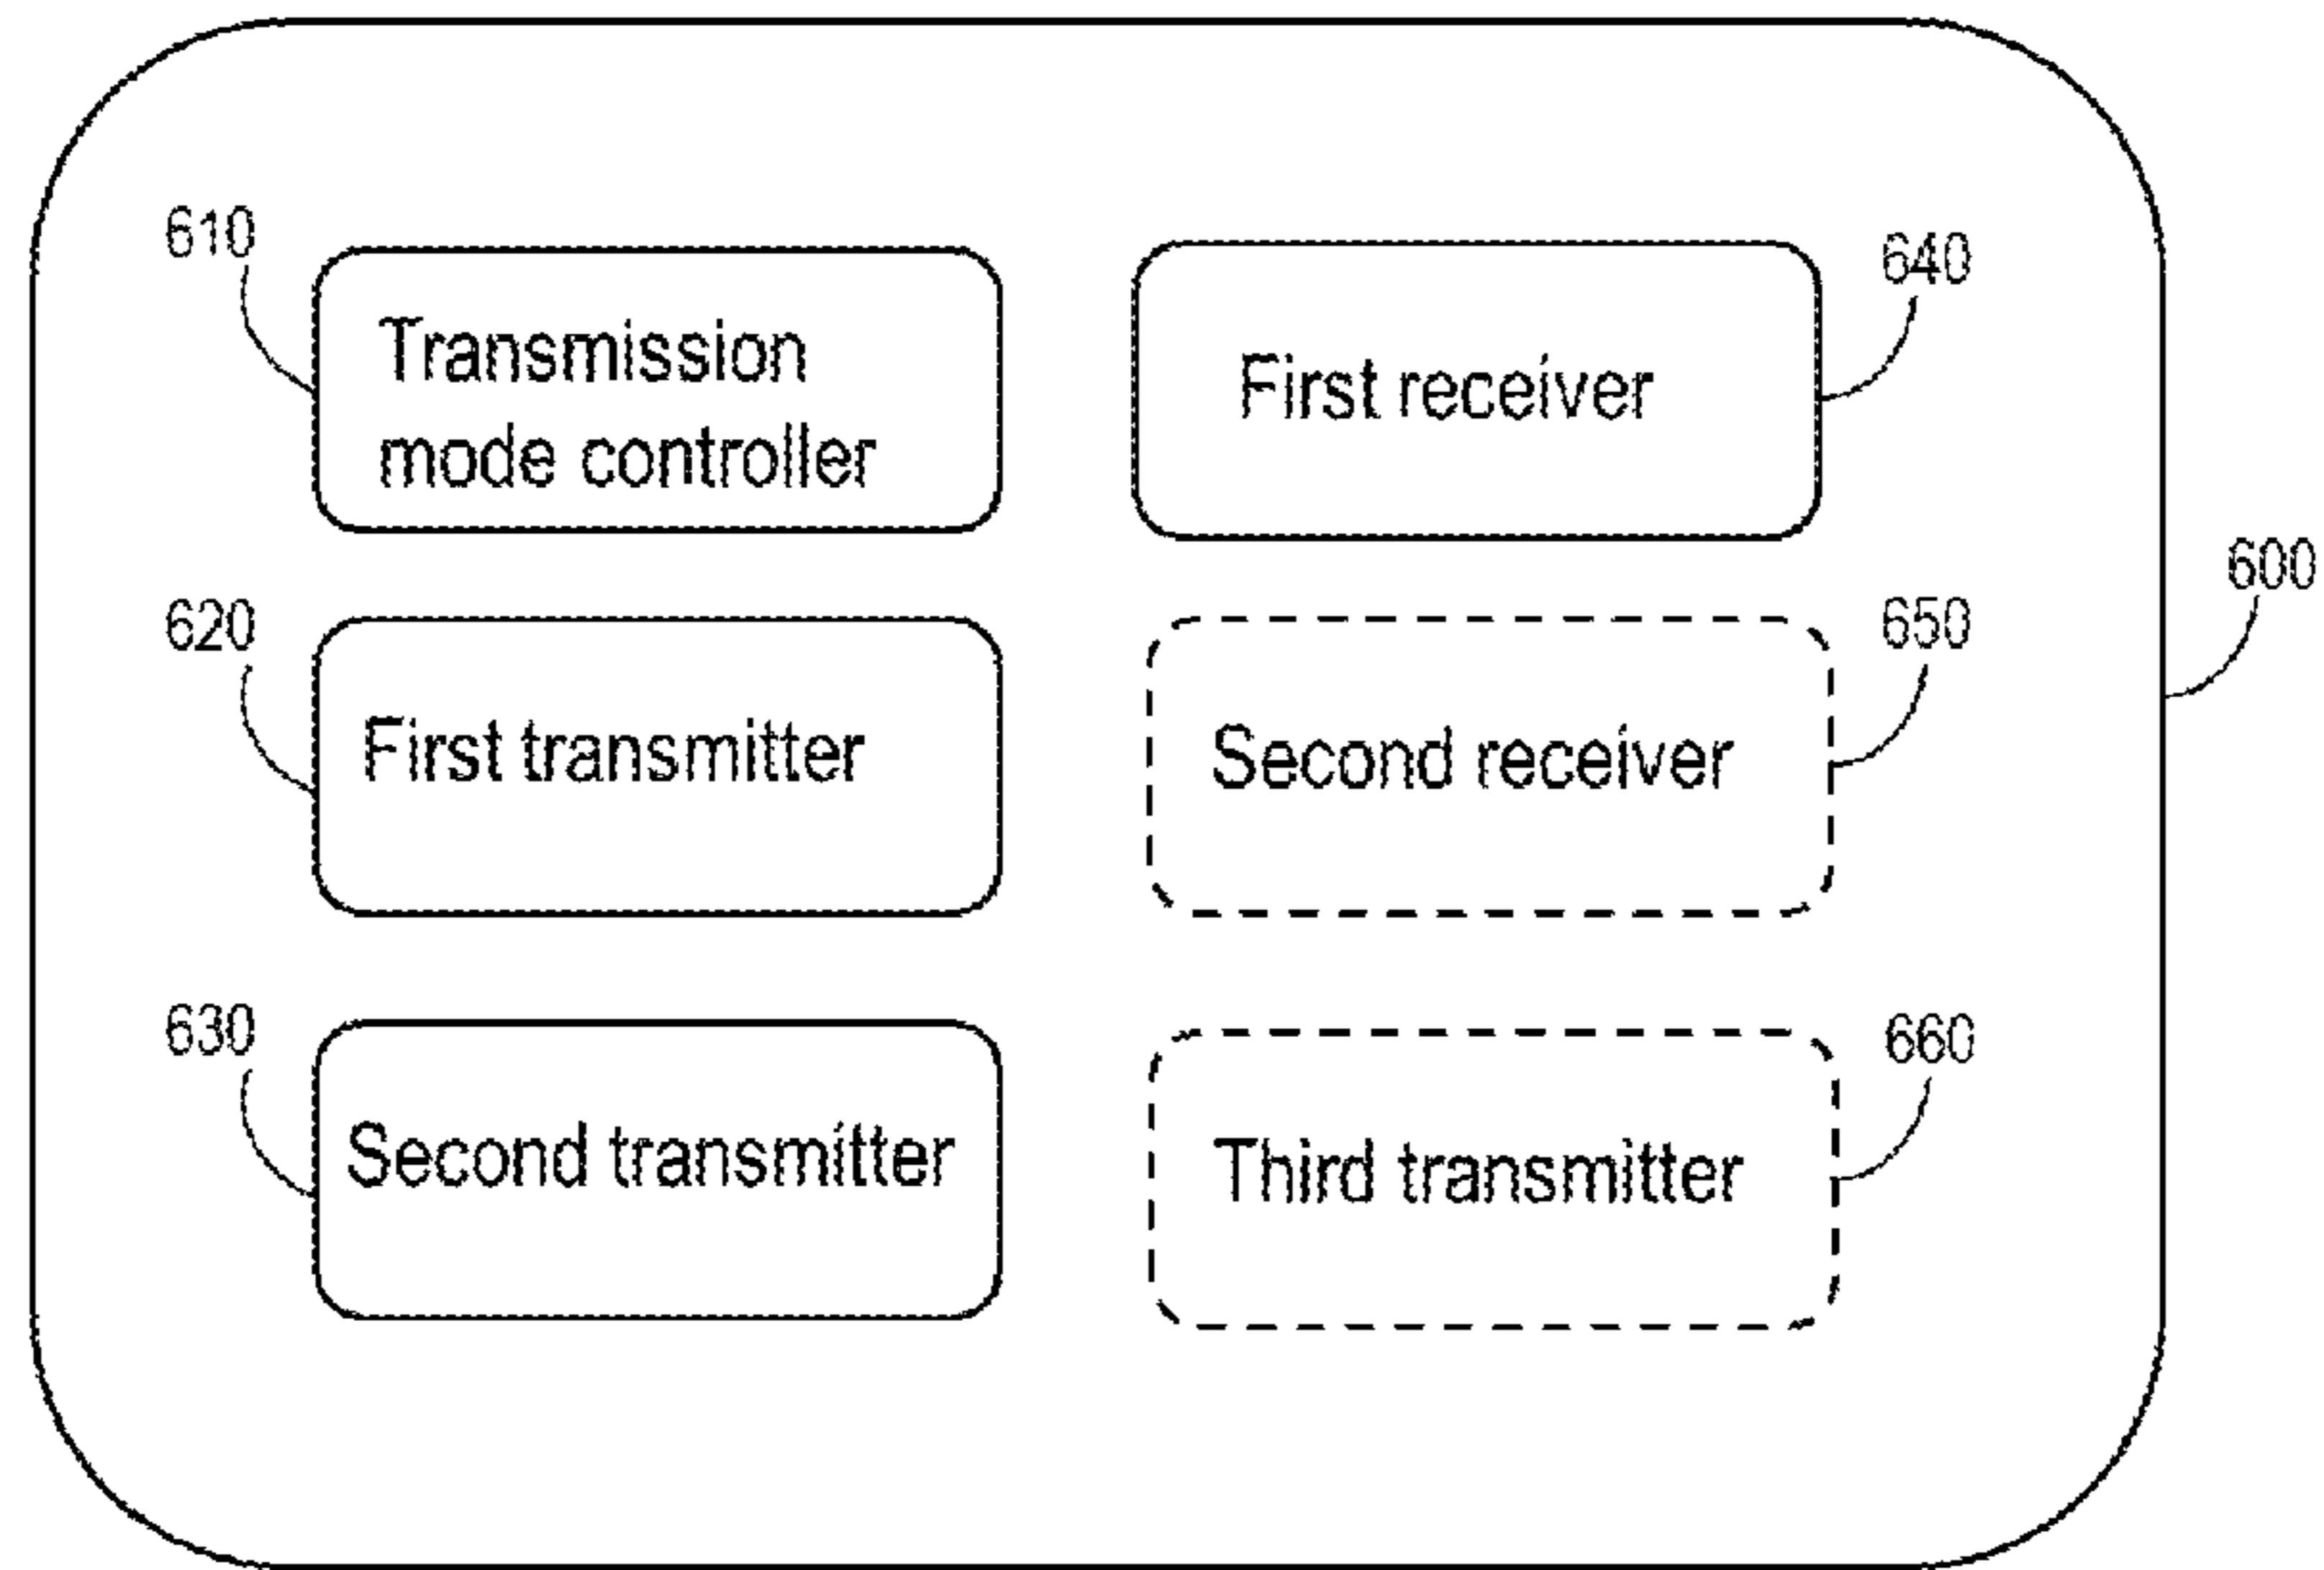 610
Transmission
mode controller
First receiver
640
600
620
First transmitter
Second receiver
650
630
Second transmitter
Third transmitter
660